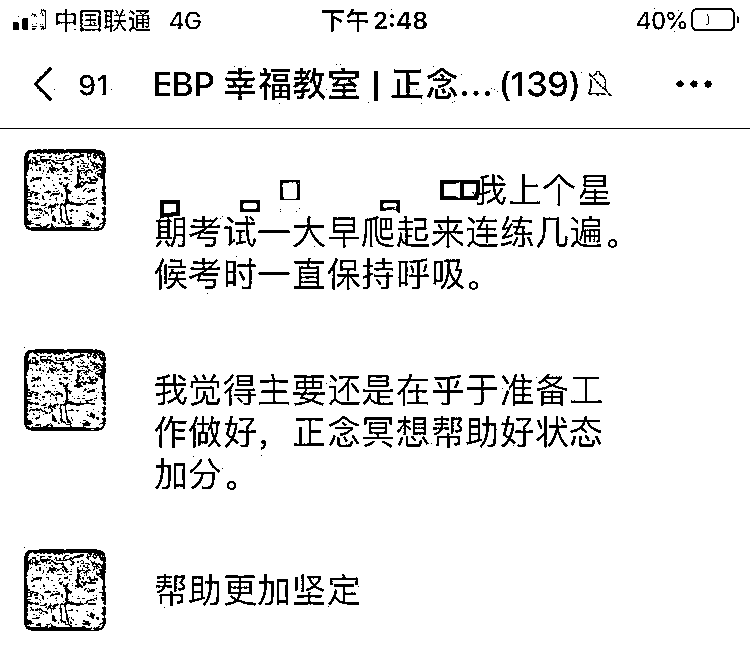 中国联通 4G 下午2:48 40%
91 EBP 幸福教室 | 正念...(139)
我上个星
期考试一大早爬起来连练几遍。
候考时一直保持呼吸。
我觉得主要还是在乎于准备工
作做好，正念冥想帮助好状态
加分。
帮助更加坚定